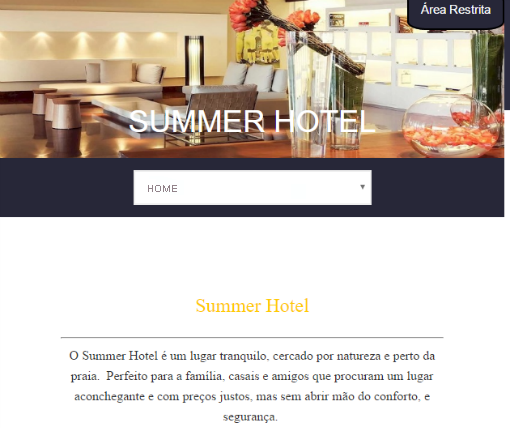 Área Restrita
SUMMER HOTEL
HOME
Summer Hotel
O Summer Hotel é um lugar tranquilo, cercado por natureza e perto da
praia.  Perfeito para a família, casais e amigos que procuram um lugar
aconchegante e com preços justos, mas sem abrir mão do conforto, e
segurança.